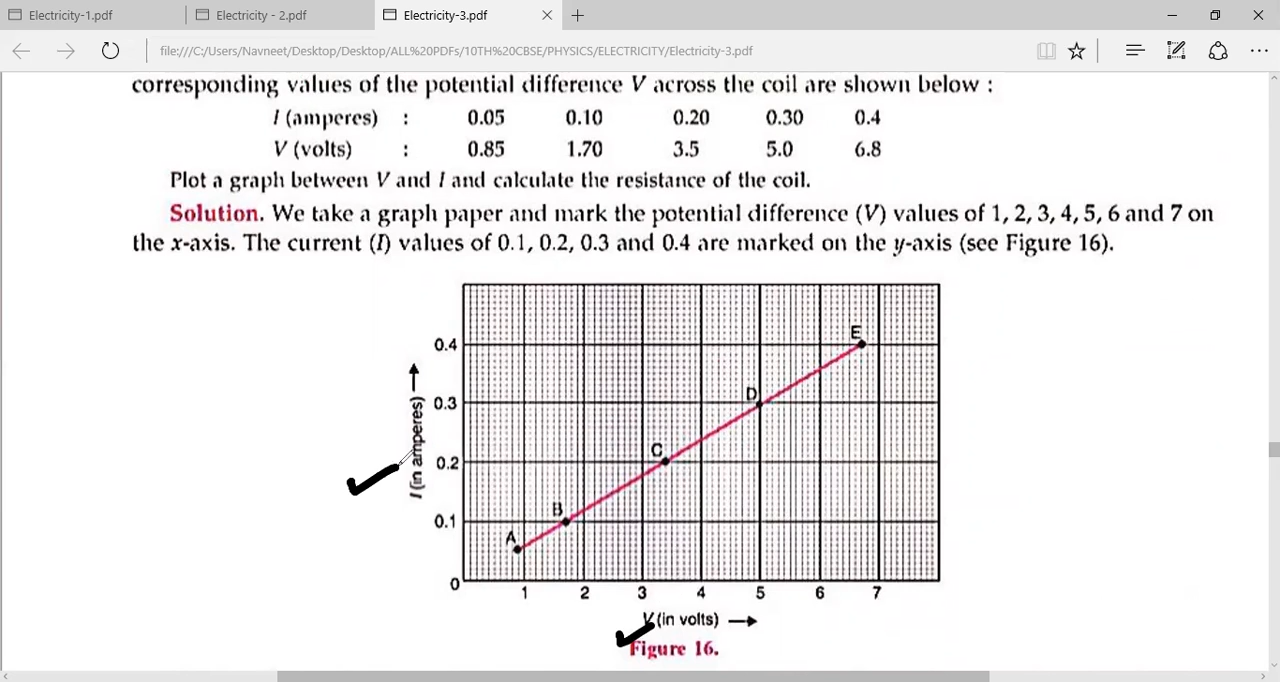 Electricity-1.pdf Electricity - 2.pdf Electricity-3.pdf
file:///C:/Users/Navneet/Desktop/Desktop/ALL%20PDFs/10TH%20CBSE/PHYSICS/ELECTRICITY/Electricity-3.pdf
corresponding values of the potential difference V across the coil are shown below :
I (amperes) : 0.05 0.10 0.20 0.30 0.4
V (volts) : 0.85 1.70 3.5 5.0 6.8
Plot a graph between V and I and calculate the resistance of the coil.
Solution. We take a graph paper and mark the potential difference (V) values of 1, 2, 3, 4, 5, 6 and 7 on
the x-axis. The current (I) values of 0.1, 0.2, 0.3 and 0.4 are marked on the y-axis (see Figure 16).
E
0.4
D
0.3
C
0.2
B
0.1
A
0
I (in amperes)
1 2 3 4 5 6 7
V (in volts)
Figure 16.